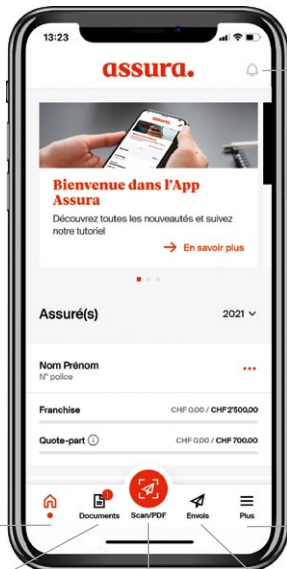 13:23
assura.
assura.
Bienvenue dans l'App
Assura
Découvrez toutes les nouveautés et suivez
notre tutoriel
→ En savoir plus
Assuré(s)
2021
Nom Prénom
N° police
Franchise
CHF 0.00 / CHF 2'500.00
Quote-part
CHF 0.00 / CHF 700.00
Documents
Scan/PDF
Envois
Plus